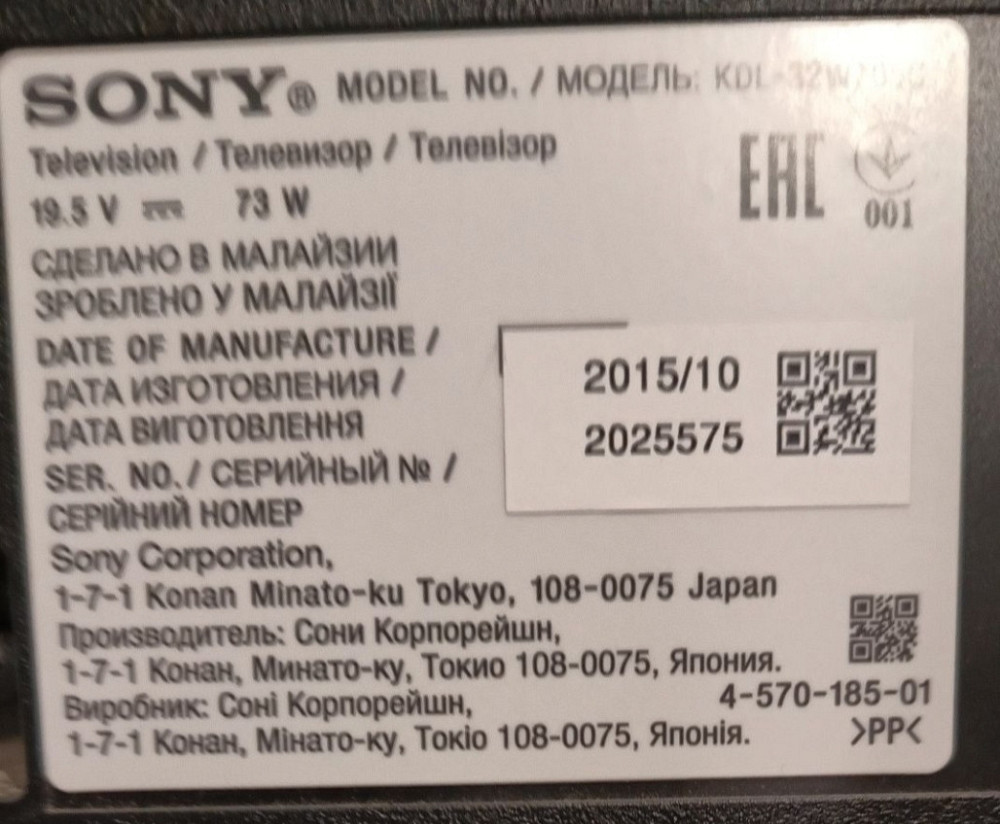 SONY® MODEL NO. / МОДЕЛЬ: KDL-32W705C
Television / Телевизор / Телевізор
19.5 V ⎓ 73 W
EAC
001
СДЕЛАНО В МАЛАЙЗИИ
ЗРОБЛЕНО У МАЛАЙЗІЇ
DATE OF MANUFACTURE /
ДАТА ИЗГОТОВЛЕНИЯ /
ДАТА ВИГОТОВЛЕННЯ
2015/10
2025575
SER. NO. / СЕРИЙНЫЙ № /
СЕРІЙНИЙ НОМЕР
Sony Corporation,
1-7-1 Konan Minato-ku Tokyo, 108-0075 Japan
Производитель: Сони Корпорейшн,
1-7-1 Конан, Минато-ку, Токио 108-0075, Япония.
Виробник: Соні Корпорейшн,
1-7-1 Конан, Мінато-ку, Токіо 108-0075, Японія.
4-570-185-01
>PP<